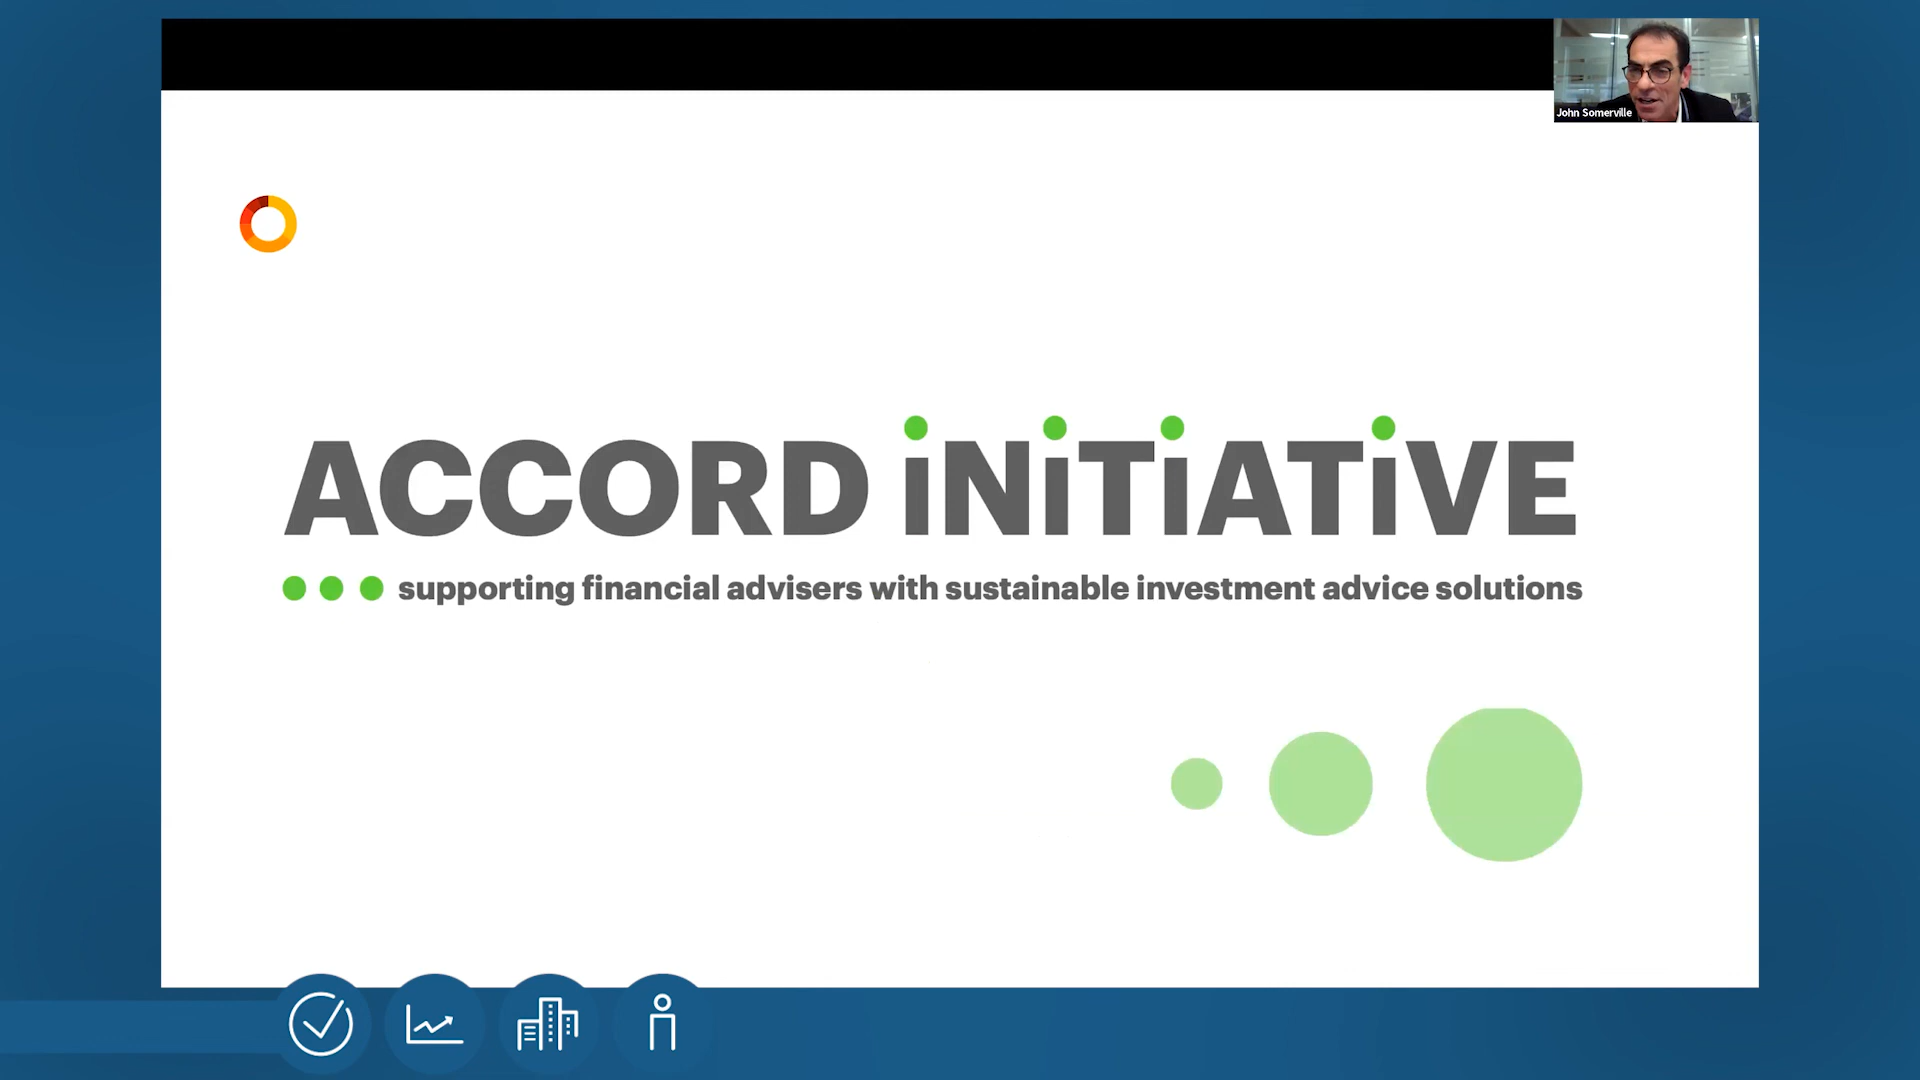 John Somerville
ACCORD iNiTiATiVE
supporting financial advisers with sustainable investment advice solutions